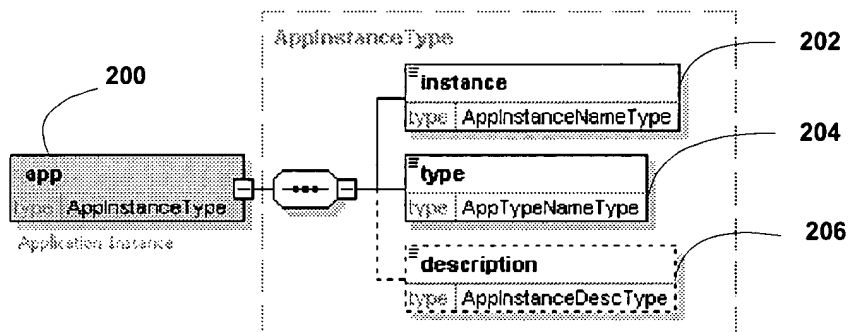 AppInstanceType
202
instance
type AppInstanceNameType
200
204
app
type AppInstanceType
type
type AppTypeNameType
Application Instance
206
description
type AppInstanceDescType